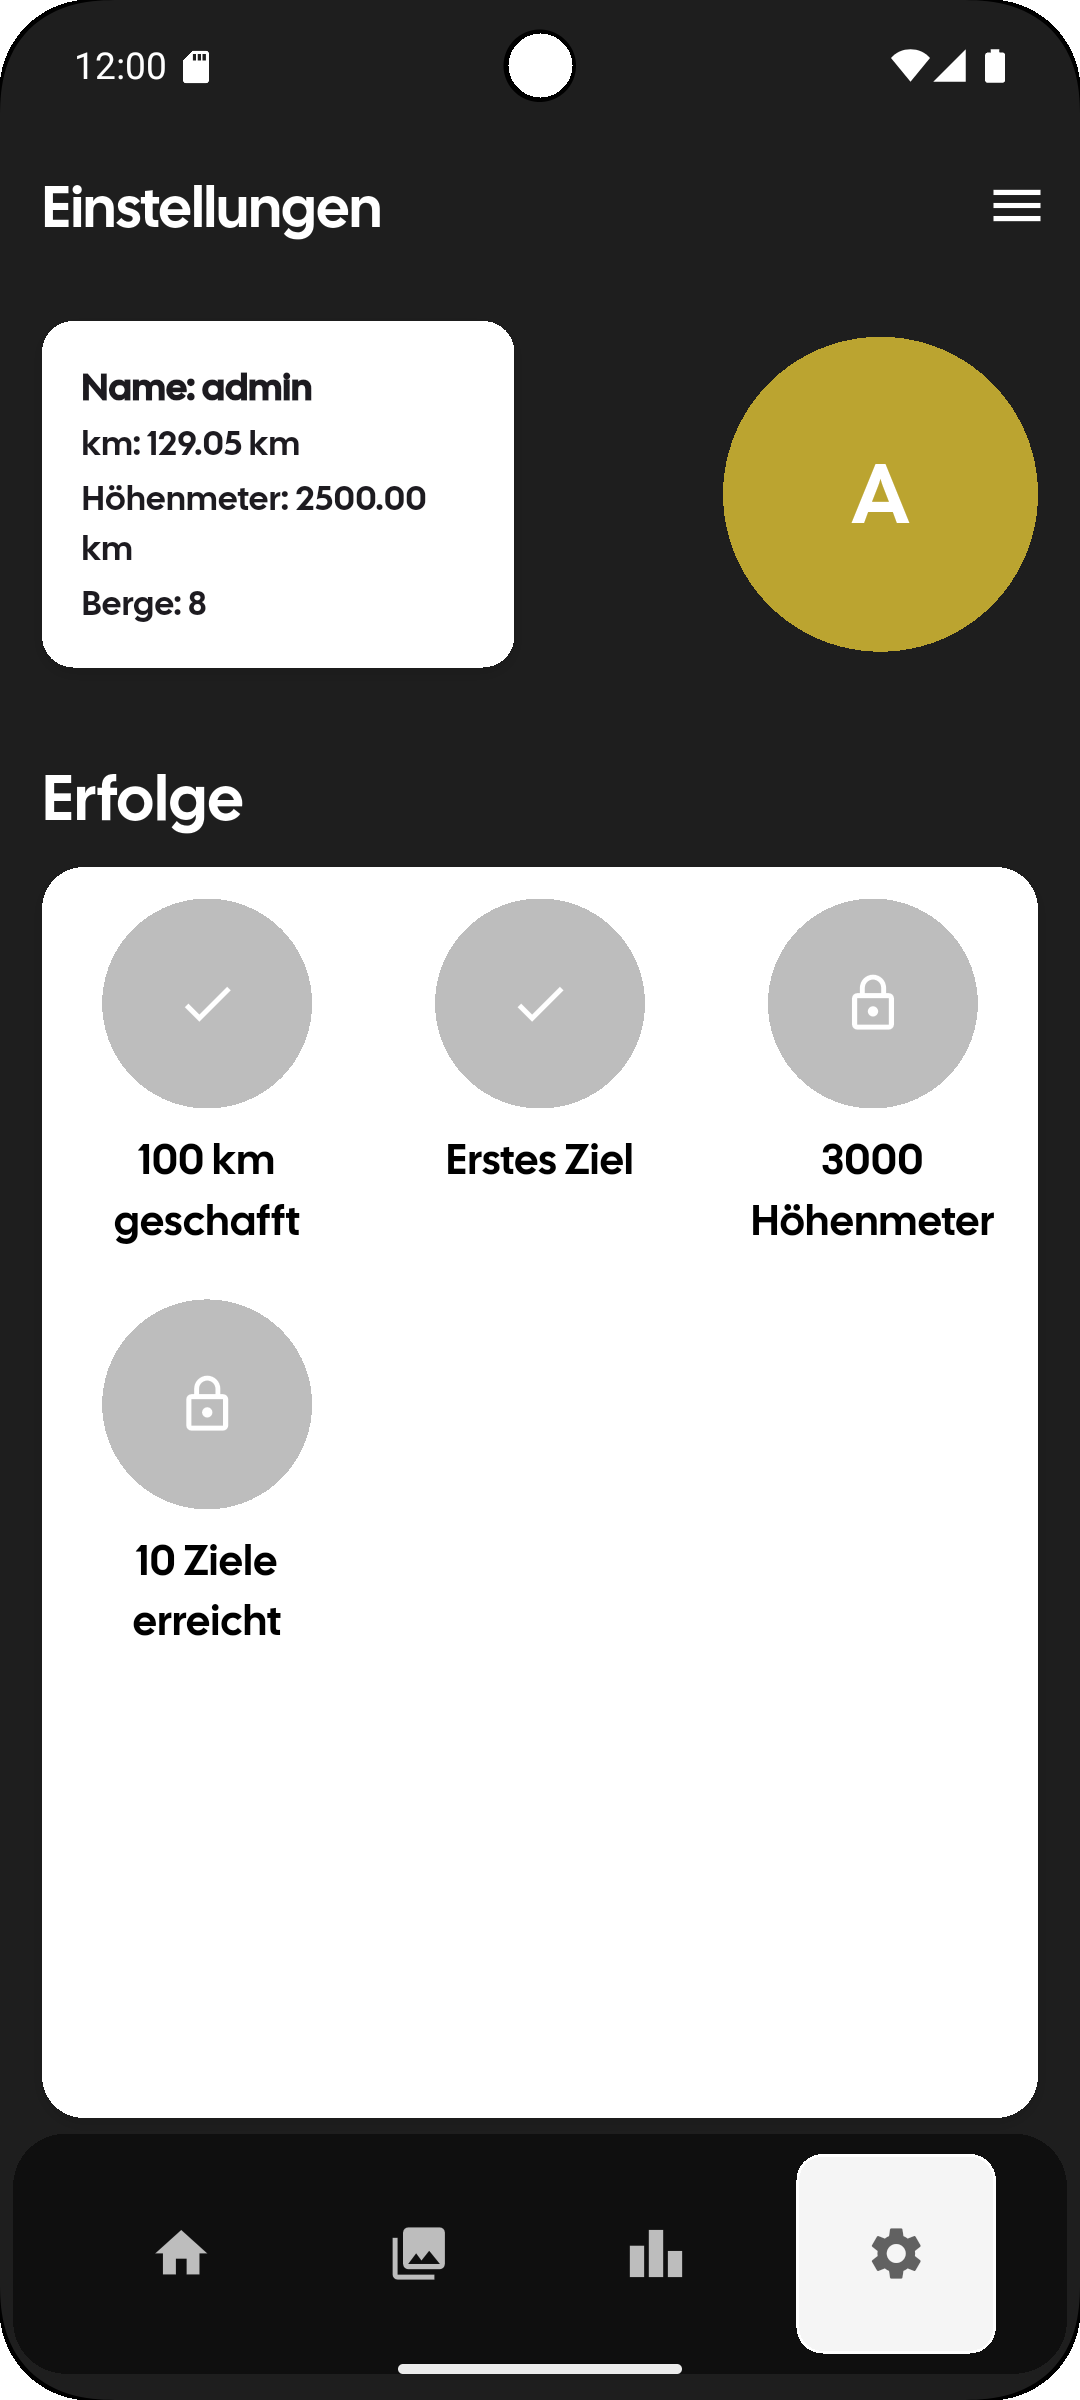 12:00
Einstellungen
Name: admin
km: 129.05 km
Höhenmeter: 2500.00
km
Berge: 8
A
Erfolge
100 km
geschafft
Erstes Ziel
3000
Höhenmeter
10 Ziele
erreicht